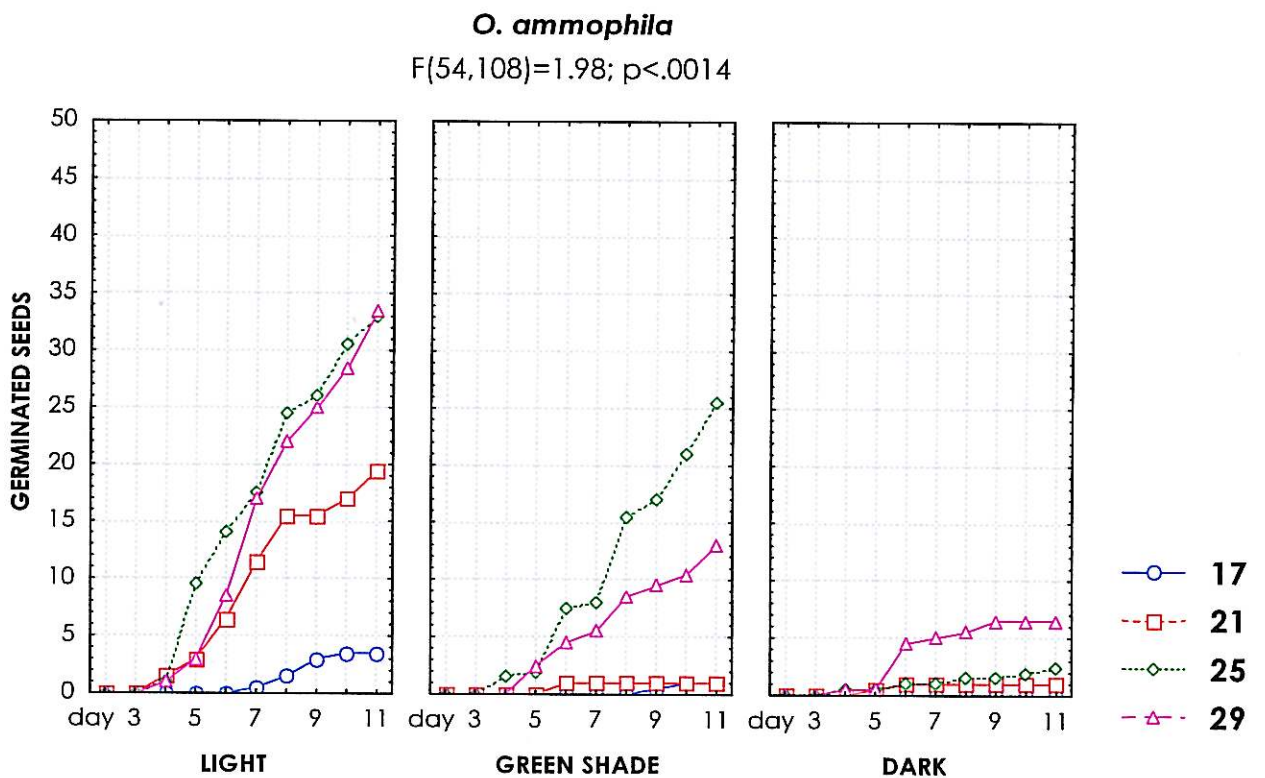 O. ammophila
F(54,108)=1.98; p<.0014
GERMINATED SEEDS
50
45
40
35
30
25
20
15
10
5
0
day 3 5 7 9 11
day 3 5 7 9 11
day 3 5 7 9 11
LIGHT
GREEN SHADE
DARK
17
21
25
29